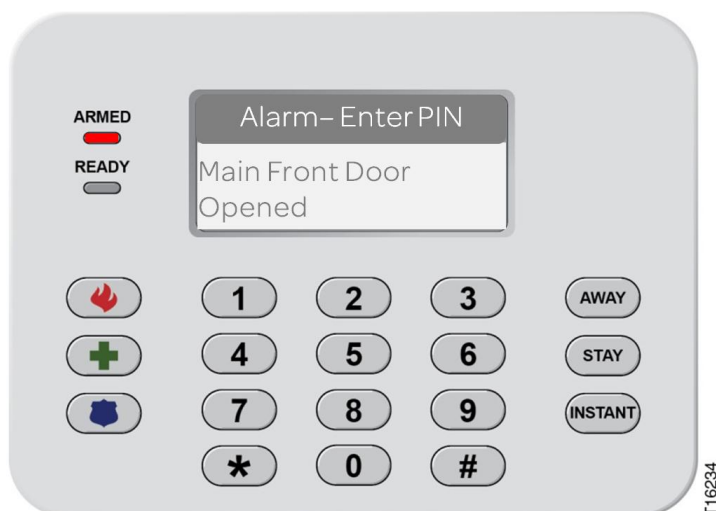 ARMED
READY
Alarm– Enter PIN
Main Front Door
Opened
1 2 3 AWAY
4 5 6 STAY
7 8 9 INSTANT
* 0 #
T16234